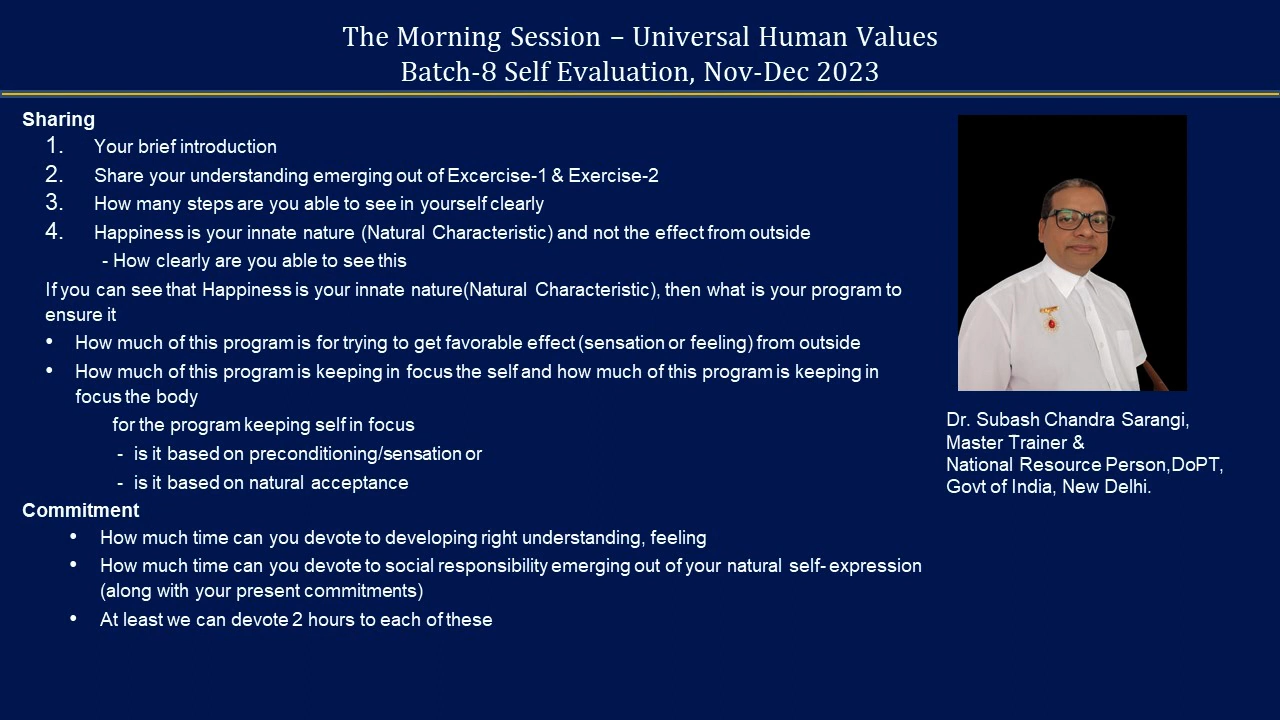 The Morning Session – Universal Human Values
Batch-8 Self Evaluation, Nov-Dec 2023
Sharing
1. Your brief introduction
2. Share your understanding emerging out of Excercise-1 & Exercise-2
3. How many steps are you able to see in yourself clearly
4. Happiness is your innate nature (Natural Characteristic) and not the effect from outside
- How clearly are you able to see this
If you can see that Happiness is your innate nature(Natural Characteristic), then what is your program to
ensure it
• How much of this program is for trying to get favorable effect (sensation or feeling) from outside
• How much of this program is keeping in focus the self and how much of this program is keeping in
focus the body
for the program keeping self in focus
- is it based on preconditioning/sensation or
- is it based on natural acceptance
Commitment
• How much time can you devote to developing right understanding, feeling
• How much time can you devote to social responsibility emerging out of your natural self- expression
(along with your present commitments)
• At least we can devote 2 hours to each of these
Dr. Subash Chandra Sarangi,
Master Trainer &
National Resource Person,DoPT,
Govt of India, New Delhi.